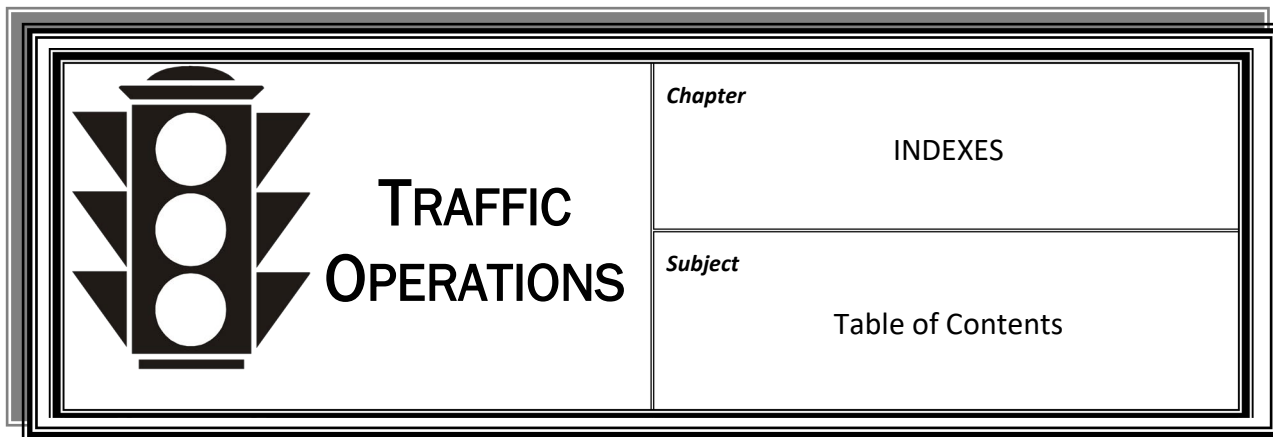 TRAFFIC
OPERATIONS
Chapter
INDEXES
Subject
Table of Contents